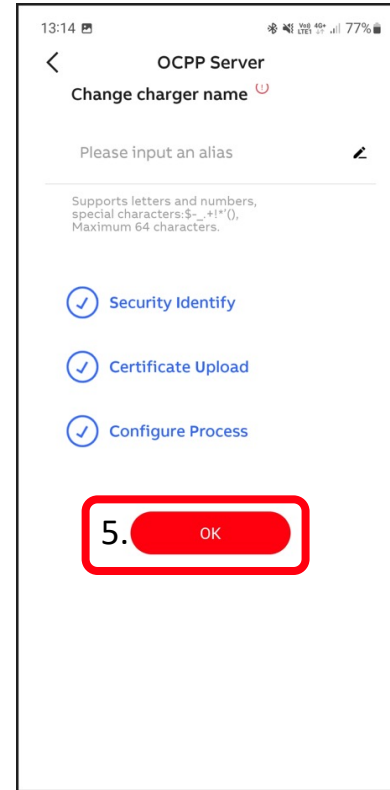 13:14 77%
OCPP Server
Change charger name
Please input an alias
Supports letters and numbers,
special characters:$-_.+!*'(),
Maximum 64 characters.
Security Identify
Certificate Upload
Configure Process
5. OK